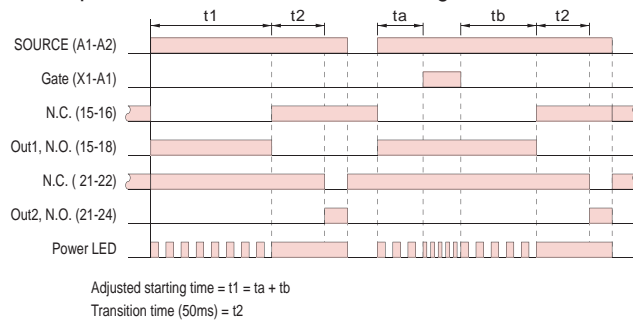 t1 t2 ta tb t2
SOURCE (A1-A2)
Gate (X1-A1)
N.C. (15-16)
Out1, N.O. (15-18)
N.C. ( 21-22)
Out2, N.O. (21-24)
Power LED
Adjusted starting time = t1 = ta + tb
Transition time (50ms) = t2